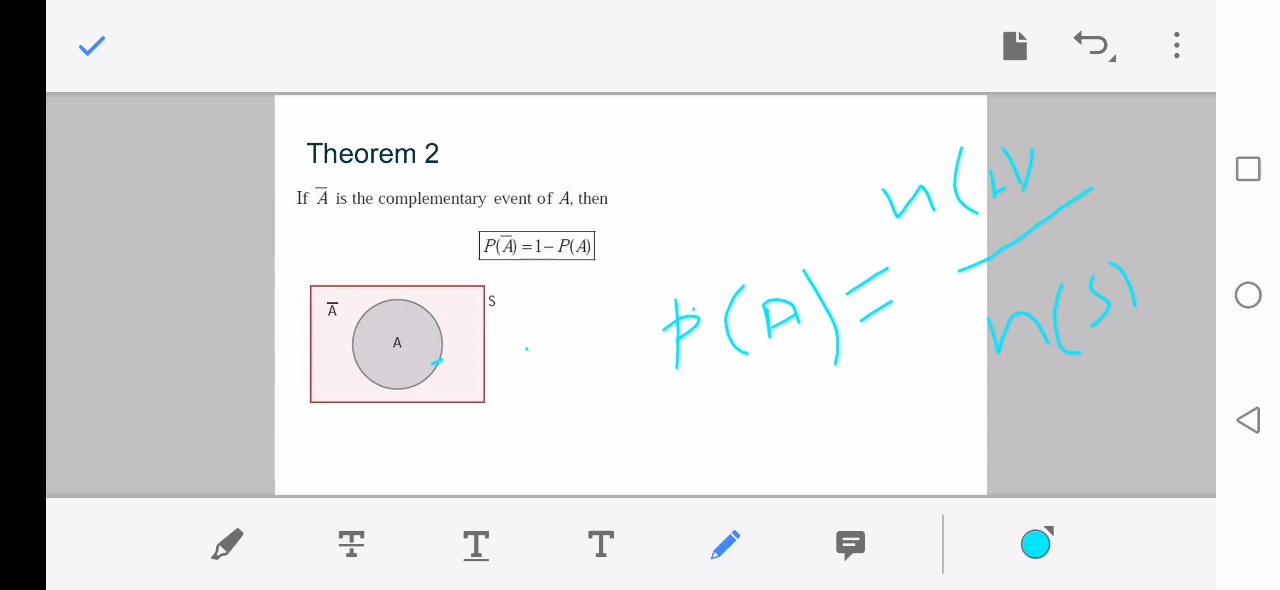 Theorem 2
If A̅ is the complementary event of A, then
P(A̅) = 1 − P(A)
A̅
A
S
p(A) =
n(S)